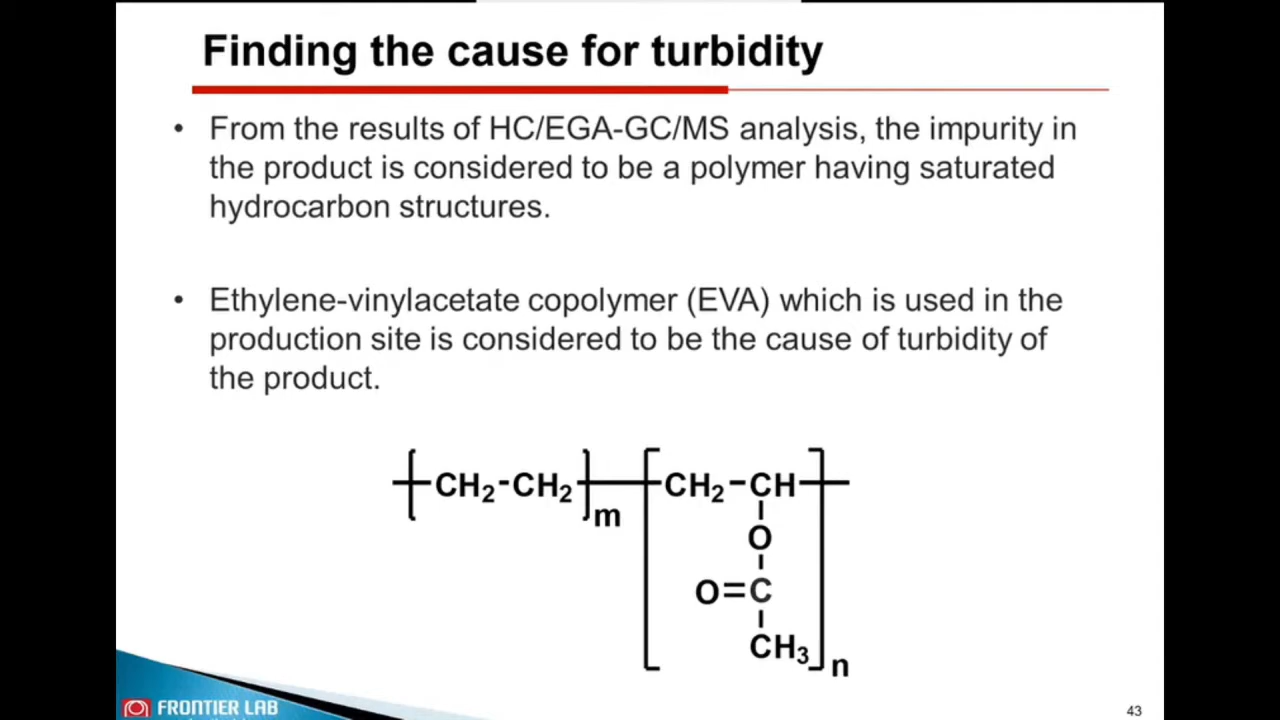 Finding the cause for turbidity
• From the results of HC/EGA-GC/MS analysis, the impurity in
the product is considered to be a polymer having saturated
hydrocarbon structures.
• Ethylene-vinylacetate copolymer (EVA) which is used in the
production site is considered to be the cause of turbidity of
the product.
CH₂-CH₂ m CH₂-CH
O
O=C
CH₃ n
FRONTIER LAB
43